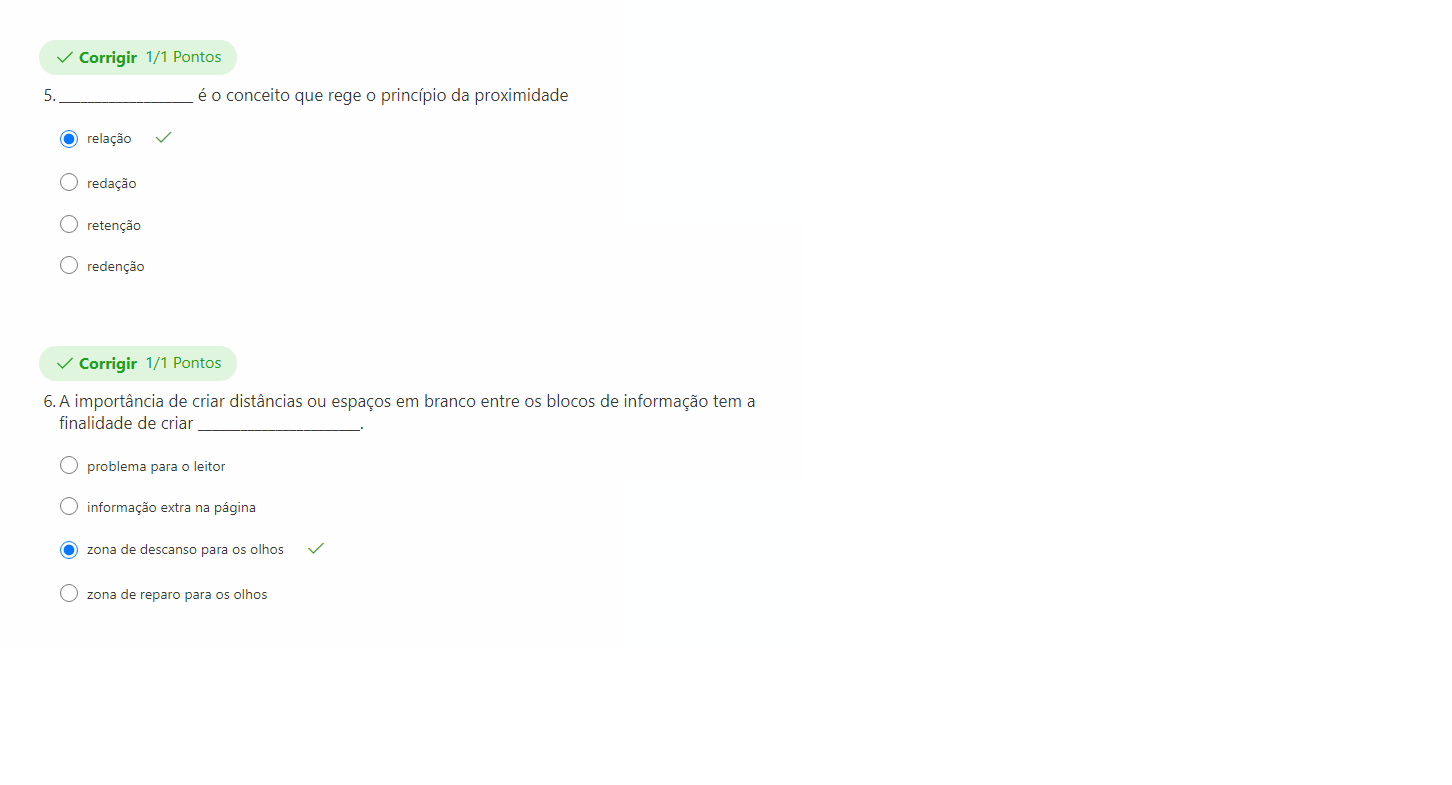 Corrigir 1/1 Pontos
5. ___________________ é o conceito que rege o princípio da proximidade
relação
redação
retenção
redenção
Corrigir 1/1 Pontos
6. A importância de criar distâncias ou espaços em branco entre os blocos de informação tem a
finalidade de criar _______________________.
problema para o leitor
informação extra na página
zona de descanso para os olhos
zona de reparo para os olhos